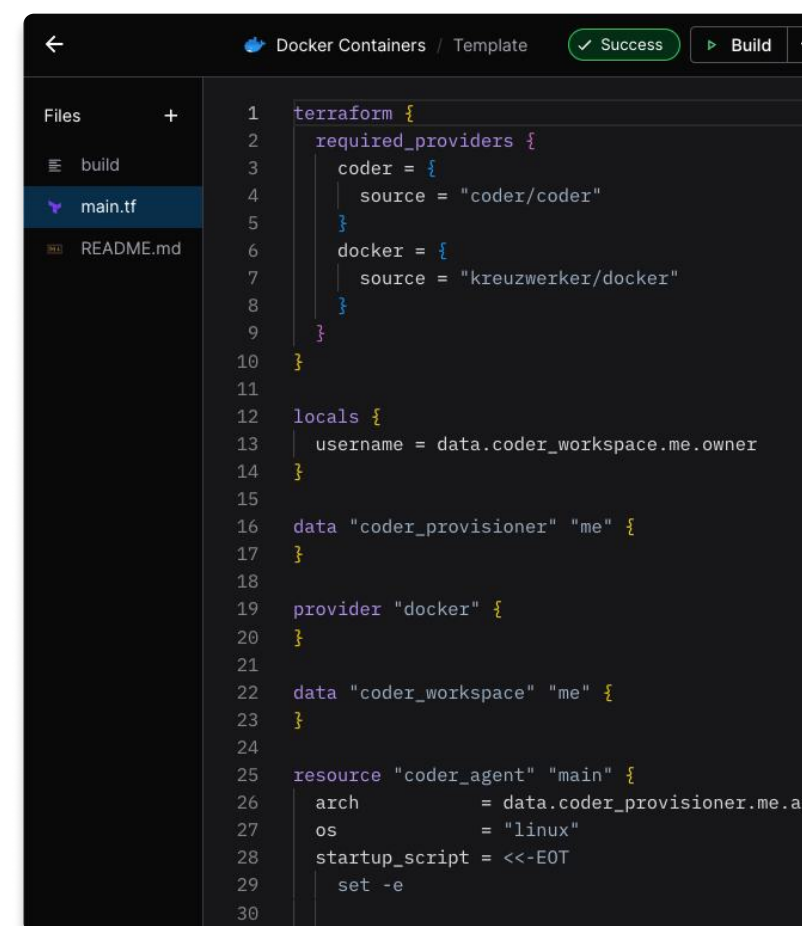 Docker Containers / Template Success Build
Files +
build
main.tf
README.md
1 terraform {
2 required_providers {
3 coder = {
4 source = "coder/coder"
5 }
6 docker = {
7 source = "kreuzwerker/docker"
8 }
9 }
10 }
11
12 locals {
13 username = data.coder_workspace.me.owner
14 }
15
16 data "coder_provisioner" "me" {
17 }
18
19 provider "docker" {
20 }
21
22 data "coder_workspace" "me" {
23 }
24
25 resource "coder_agent" "main" {
26 arch = data.coder_provisioner.me.a
27 os = "linux"
28 startup_script = <<-EOT
29 set -e
30